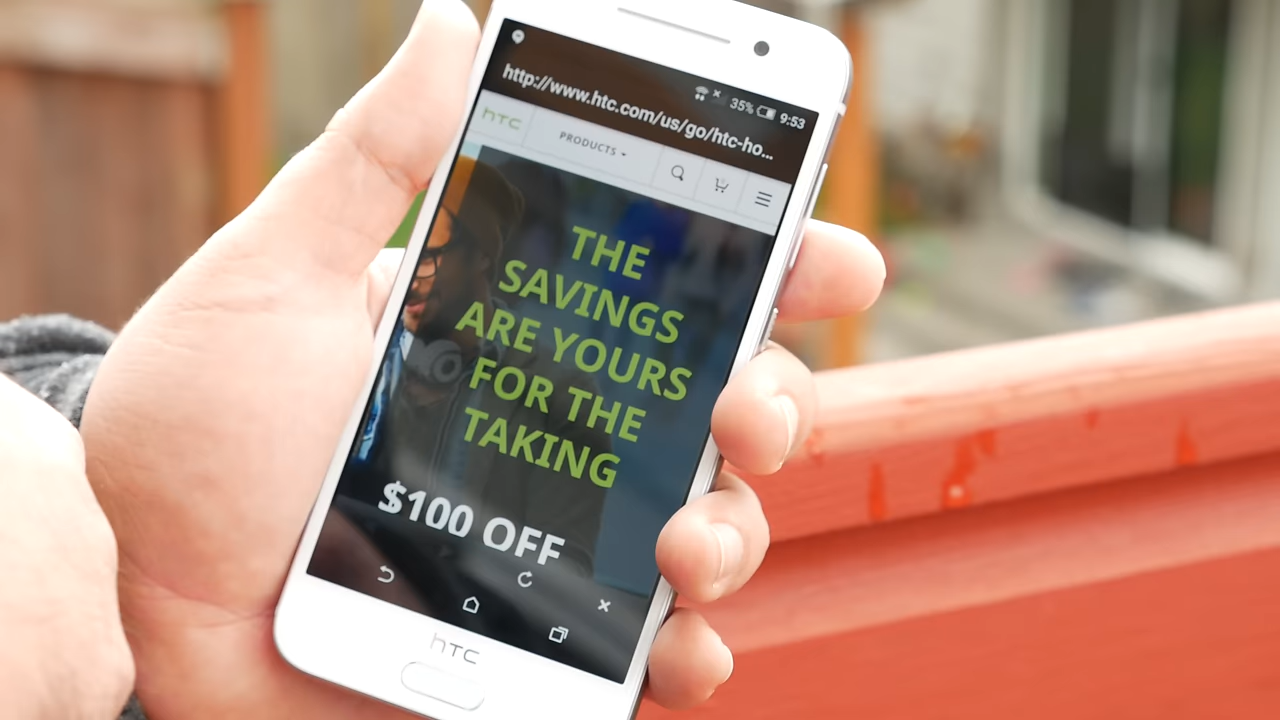 35% 9:53
http://www.htc.com/us/go/htc-ho...
hTC PRODUCTS
THE
SAVINGS
ARE YOURS
FOR THE
TAKING
$100 OFF
hTC